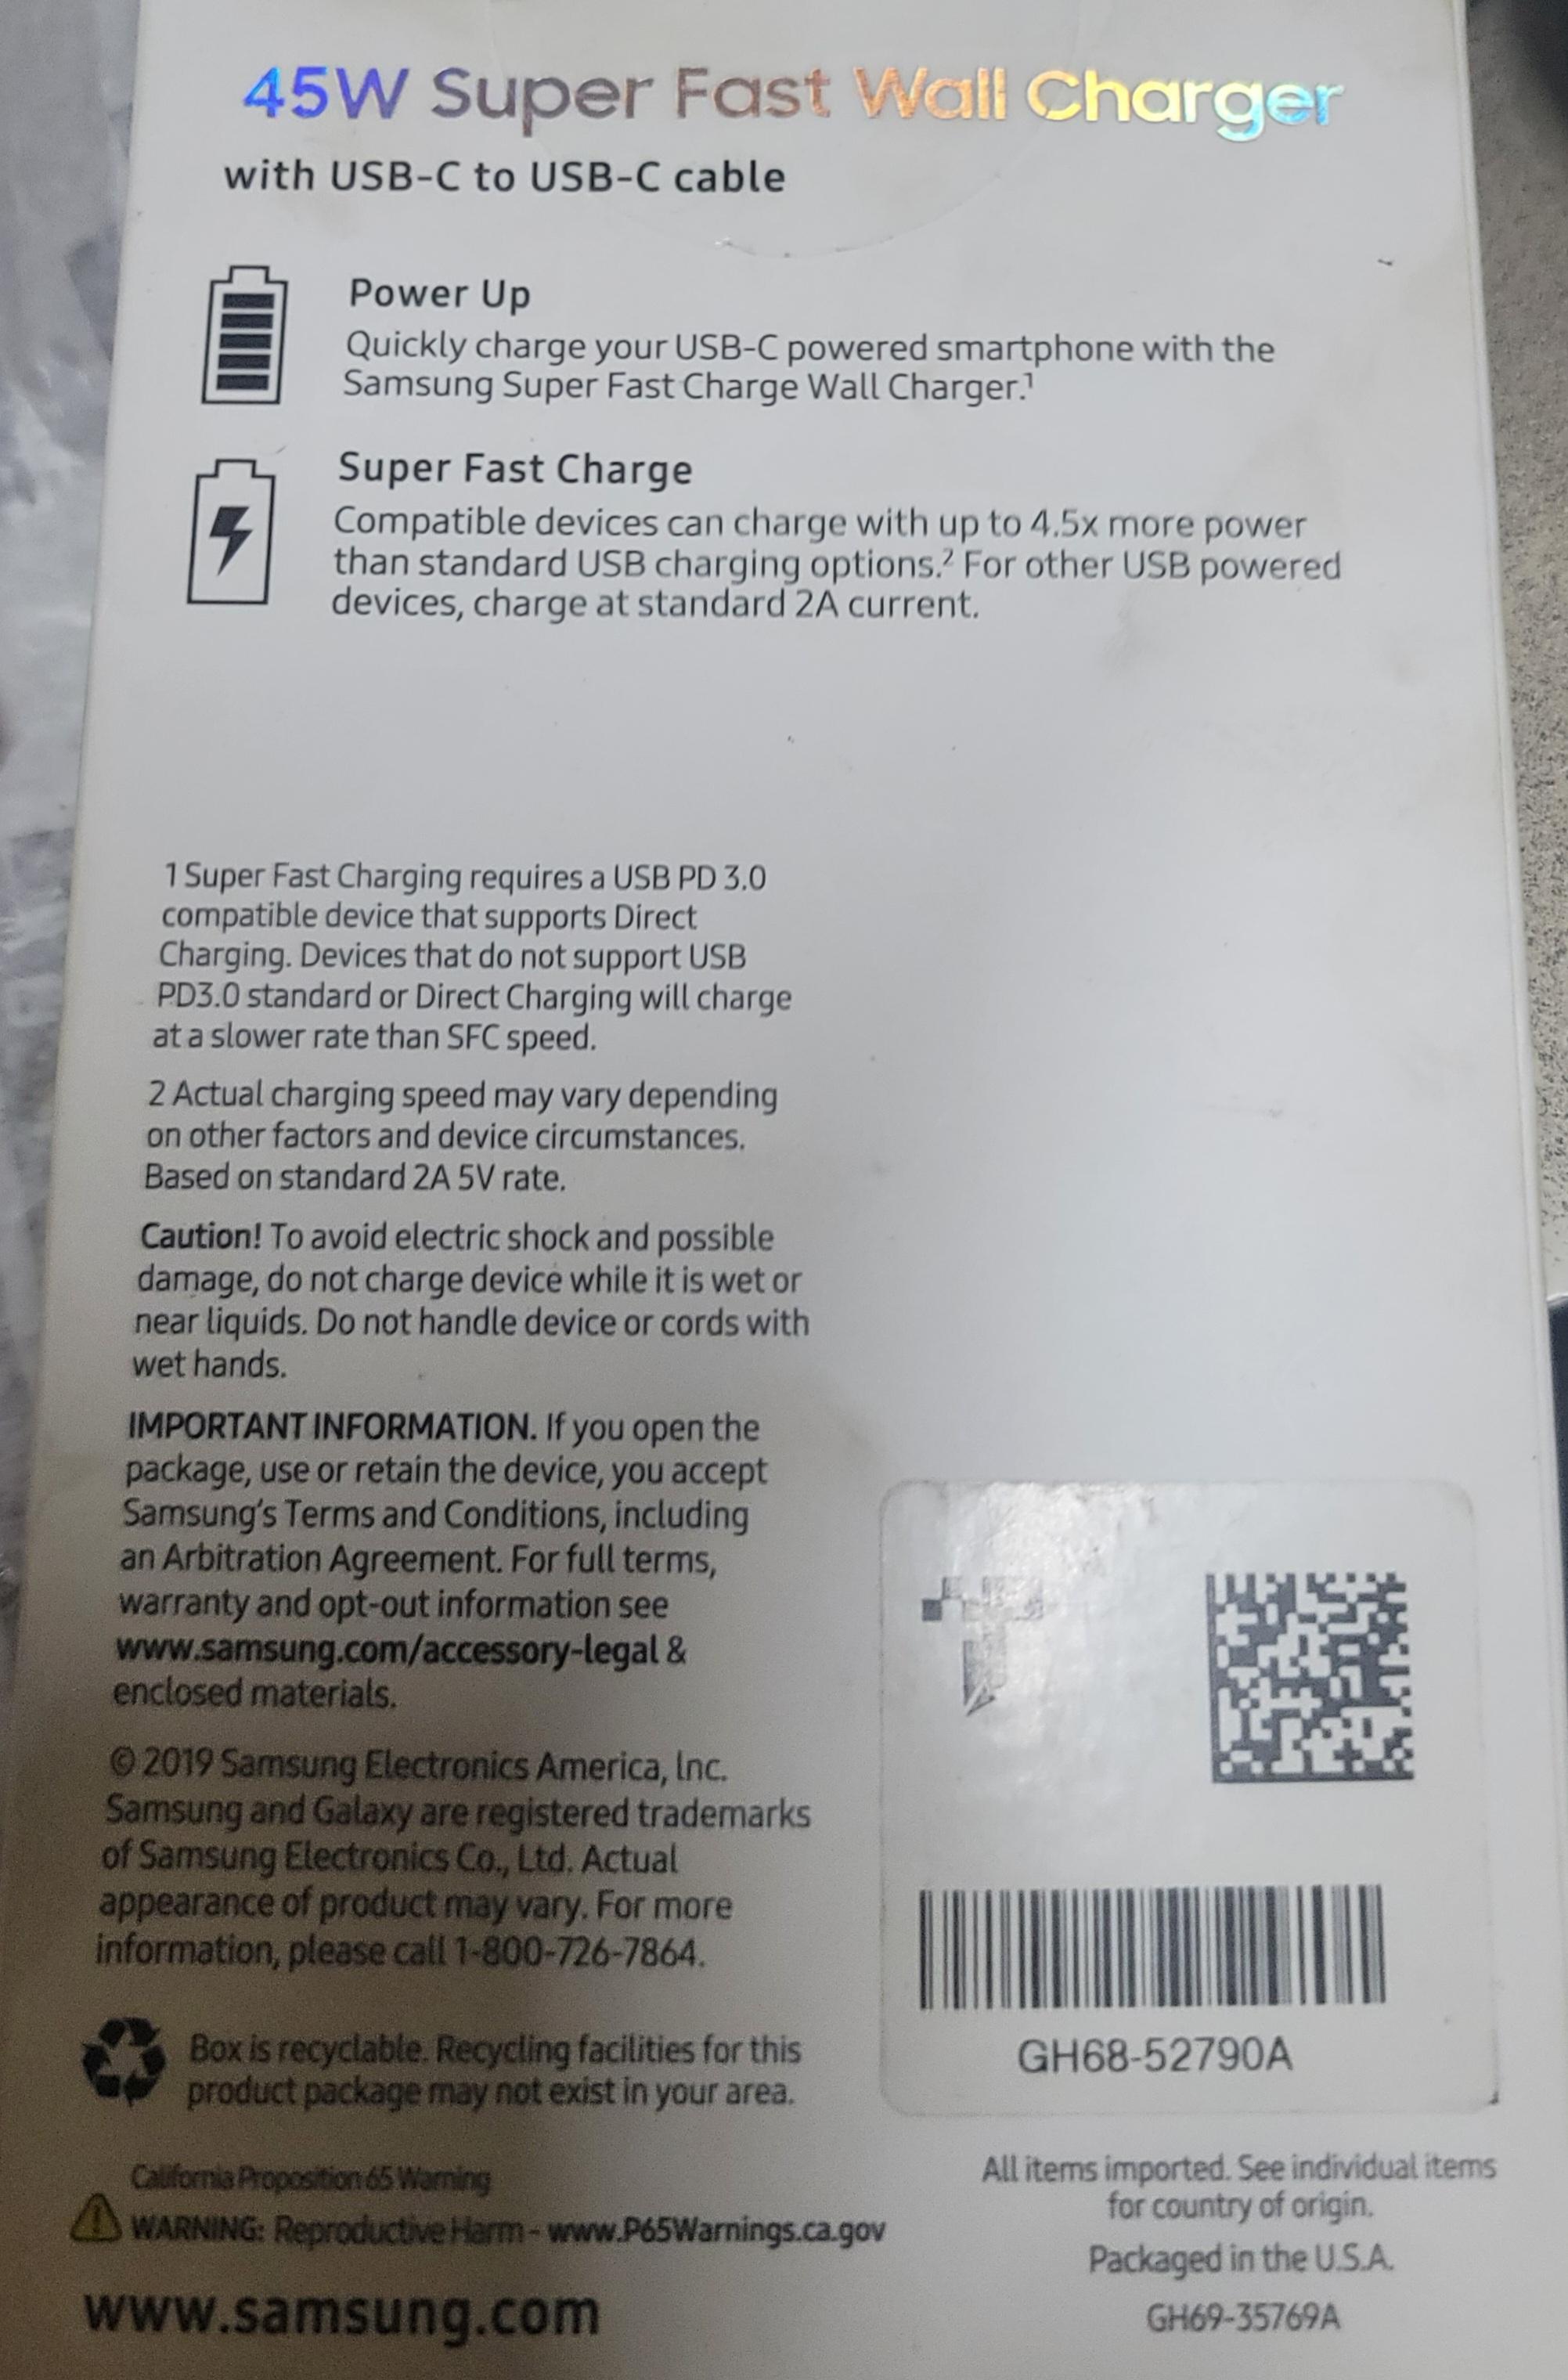 45W Super Fast Wall Charger
with USB-C to USB-C cable
Power Up
Quickly charge your USB-C powered smartphone with the
Samsung Super Fast Charge Wall Charger.¹
Super Fast Charge
Compatible devices can charge with up to 4.5x more power
than standard USB charging options.² For other USB powered
devices, charge at standard 2A current.
1 Super Fast Charging requires a USB PD 3.0
compatible device that supports Direct
Charging. Devices that do not support USB
PD3.0 standard or Direct Charging will charge
at a slower rate than SFC speed.
2 Actual charging speed may vary depending
on other factors and device circumstances.
Based on standard 2A 5V rate.
Caution! To avoid electric shock and possible
damage, do not charge device while it is wet or
near liquids. Do not handle device or cords with
wet hands.
IMPORTANT INFORMATION. If you open the
package, use or retain the device, you accept
Samsung's Terms and Conditions, including
an Arbitration Agreement. For full terms,
warranty and opt-out information see
www.samsung.com/accessory-legal &
enclosed materials.
© 2019 Samsung Electronics America, Inc.
Samsung and Galaxy are registered trademarks
of Samsung Electronics Co., Ltd. Actual
appearance of product may vary. For more
information, please call 1-800-726-7864.
Box is recyclable. Recycling facilities for this
product package may not exist in your area.
California Proposition 65 Warning
WARNING: Reproductive Harm - www.P65Warnings.ca.gov
www.samsung.com
GH68-52790A
All items imported. See individual items
for country of origin.
Packaged in the U.S.A.
GH69-35769A